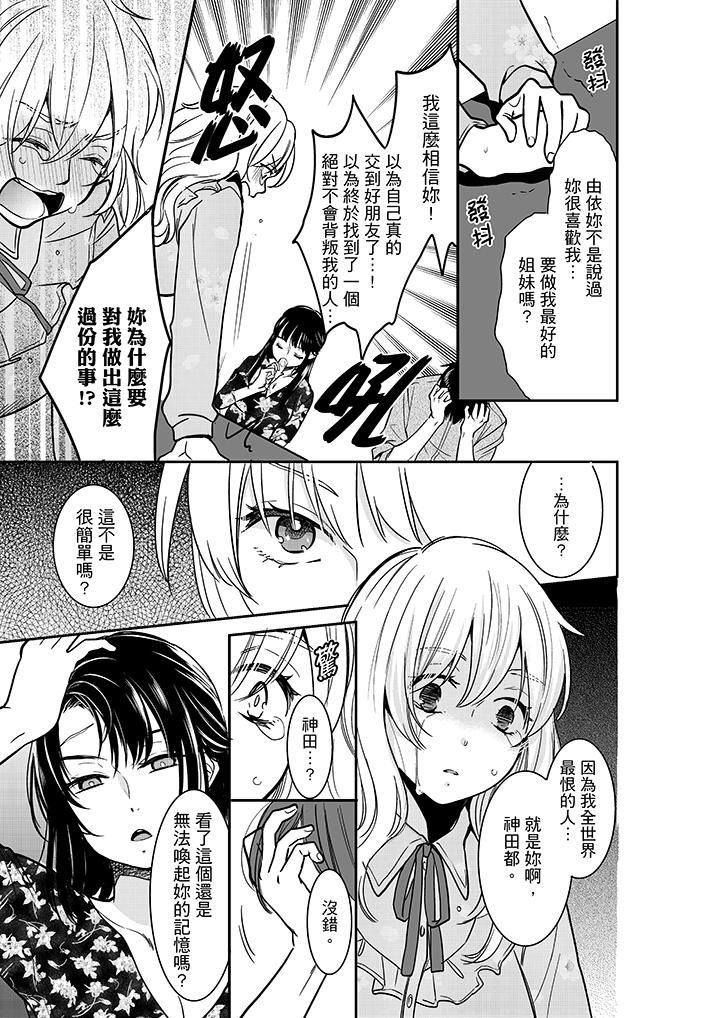 發抖
發抖
發抖
由依妳不是說過
妳很喜歡我…
要做我最好的
姐妹嗎？
我這麼相信妳！
以為自己真的
交到好朋友了…！
以為終於找到了一個
絕對不會背叛我的人…
怒
吼
妳為什麼要
對我做出這麼
過份的事！？
…為什麼？
這不是
很簡單嗎？
因為我全世界
最恨的人…
就是妳啊，
神田都。
驚
神田…？
沒錯。
看了這個還是
無法喚起妳的記憶嗎？